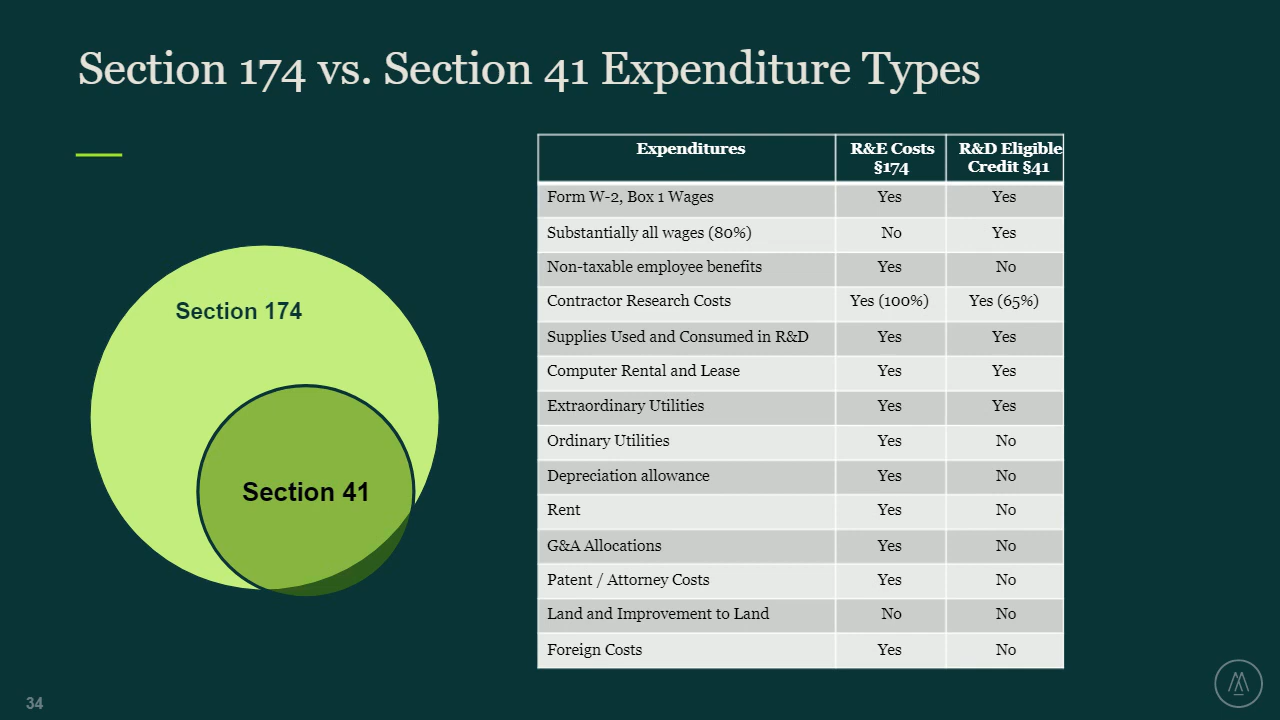 Section 174 vs. Section 41 Expenditure Types
Section 174
Section 41
Expenditures R&E Costs §174 R&D Eligible Credit §41
Form W-2, Box 1 Wages Yes Yes
Substantially all wages (80%) No Yes
Non-taxable employee benefits Yes No
Contractor Research Costs Yes (100%) Yes (65%)
Supplies Used and Consumed in R&D Yes Yes
Computer Rental and Lease Yes Yes
Extraordinary Utilities Yes Yes
Ordinary Utilities Yes No
Depreciation allowance Yes No
Rent Yes No
G&A Allocations Yes No
Patent / Attorney Costs Yes No
Land and Improvement to Land No No
Foreign Costs Yes No
34